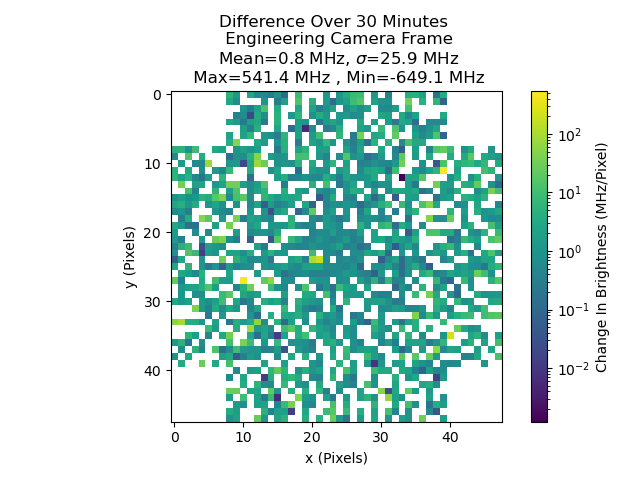 Difference Over 30 Minutes
Engineering Camera Frame
Mean=0.8 MHz, σ=25.9 MHz
Max=541.4 MHz , Min=-649.1 MHz
0
10
20
30
40
y (Pixels)
0
10
20
30
40
x (Pixels)
10²
10¹
10⁰
10⁻¹
10⁻²
Change In Brightness (MHz/Pixel)